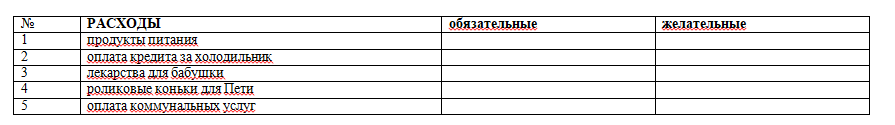 № РАСХОДЫ обязательные желательные
1 продукты питания
2 оплата кредита за холодильник
3 лекарства для бабушки
4 роликовые коньки для Пети
5 оплата коммунальных услуг